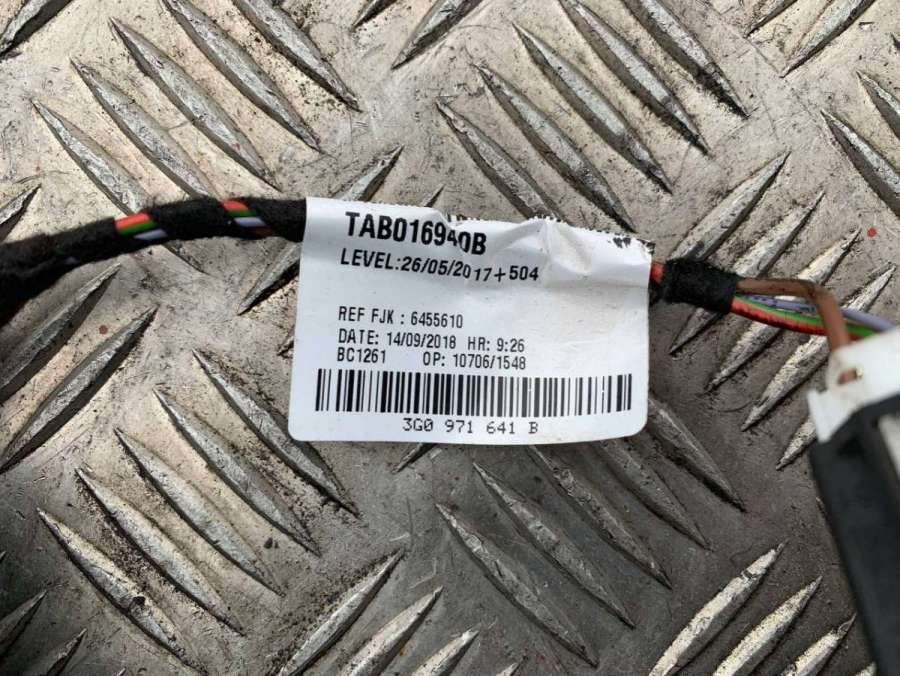 TAB016940B
LEVEL:26/05/2017+504
REF FJK : 6455610
DATE: 14/09/2018 HR: 9:26
BC1261 OP: 10706/1548
3G0 971 641 B